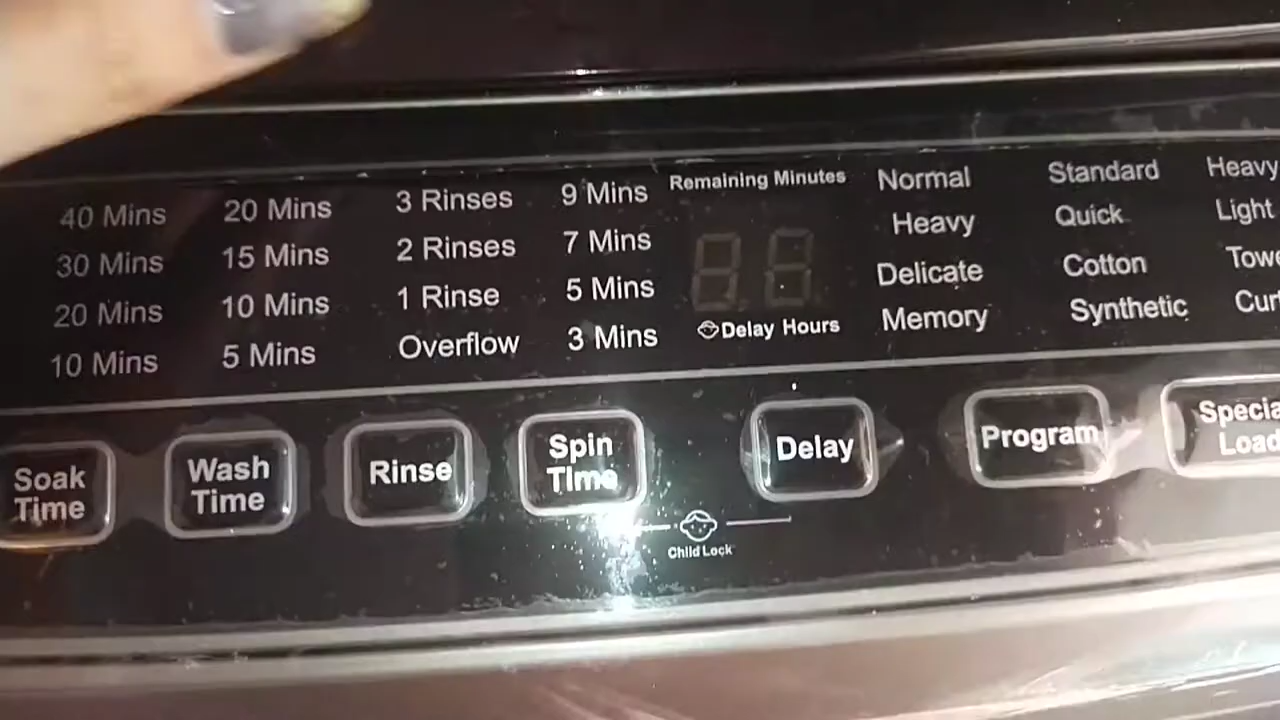 40 Mins
30 Mins
20 Mins
10 Mins
20 Mins
15 Mins
10 Mins
5 Mins
3 Rinses
2 Rinses
1 Rinse
Overflow
9 Mins
7 Mins
5 Mins
3 Mins
Remaining Minutes
Delay Hours
Normal
Heavy
Delicate
Memory
Standard
Quick
Cotton
Synthetic
Heavy
Light
Soak
Time
Wash
Time
Rinse
Spin
Time
Delay
Program
Child Lock